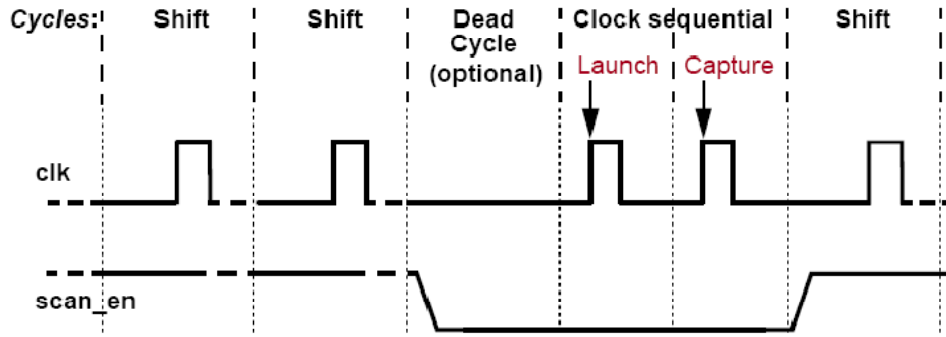 Cycles: Shift Shift Dead Clock sequential Shift
Cycle
(optional)
Launch Capture
clk
scan_en